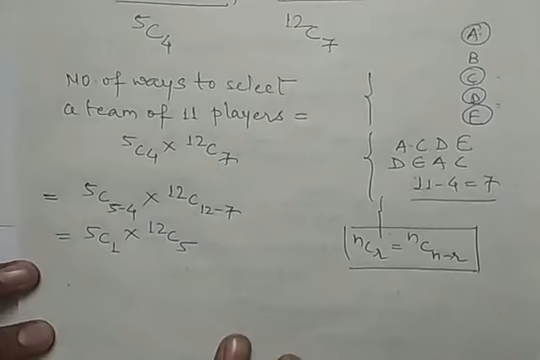 ⁵C₄ ¹²C₇
NO. of ways to select
a team of 11 players =
⁵C₄ × ¹²C₇
= ⁵C₅₋₄ × ¹²C₁₂₋₇
= ⁵C₁ × ¹²C₅
A
B
C
D
E
A C D E
D E A C
11-4=7
ⁿCᵣ = ⁿCₙ₋ᵣ